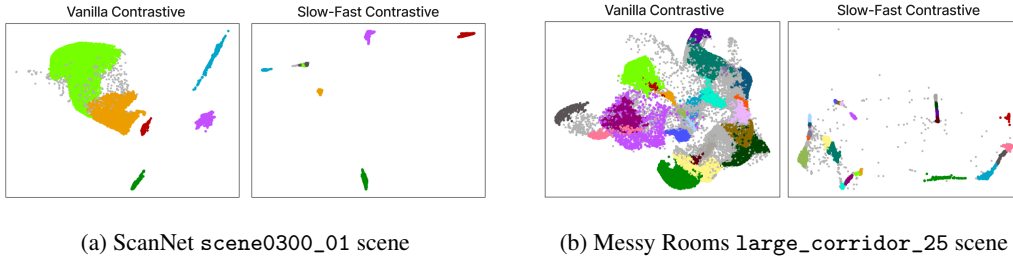 Vanilla Contrastive
Slow-Fast Contrastive
Vanilla Contrastive
Slow-Fast Contrastive
(a) ScanNet scene0300_01 scene
(b) Messy Rooms large_corridor_25 scene